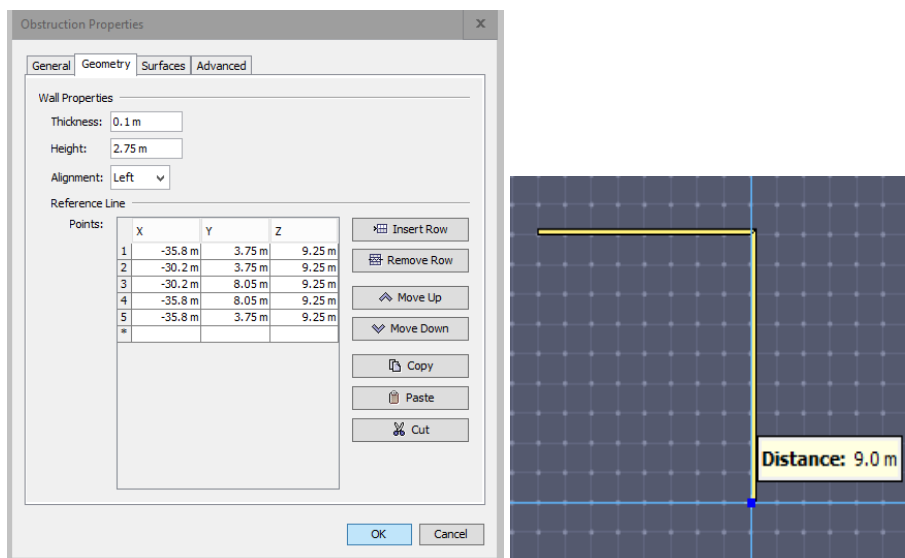 Obstruction Properties x
General Geometry Surfaces Advanced
Wall Properties
Thickness: 0.1 m
Height: 2.75 m
Alignment: Left
Reference Line
Points:
X Y Z
1 -35.8 m 3.75 m 9.25 m
2 -30.2 m 3.75 m 9.25 m
3 -30.2 m 8.05 m 9.25 m
4 -35.8 m 8.05 m 9.25 m
5 -35.8 m 3.75 m 9.25 m
*
Insert Row
Remove Row
Move Up
Move Down
Copy
Paste
Cut
OK Cancel
Distance: 9.0 m